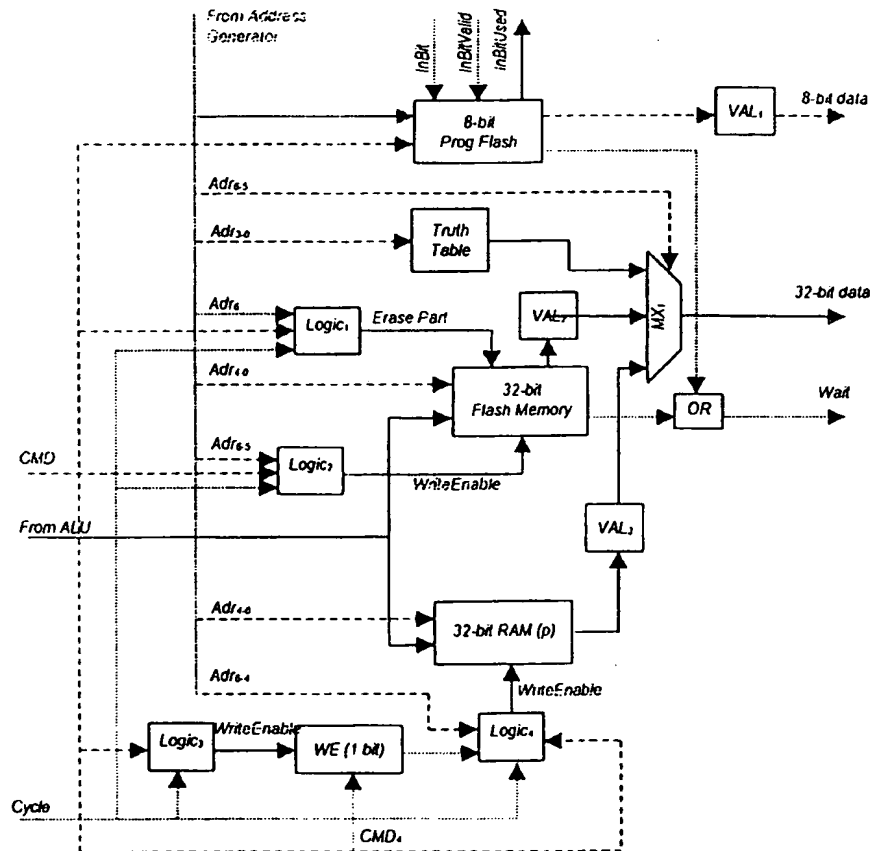 From Address
Generator
InBit
InBitValid
InBitUsed
8-bit
Prog Flash
VAL₁
8-bit data
Adr₆₋₅
Adr₃₋₀
Truth
Table
MX₁
32-bit data
Adr₆
Logic₁
Erase Part
VAL₂
Adr₄₋₀
32-bit
Flash Memory
OR
Wait
Adr₆₋₅
CMD
Logic₂
WriteEnable
From ALU
VAL₃
Adr₄₋₀
32-bit RAM (p)
Adr₆₋₄
WriteEnable
Logic₃
WriteEnable
WE (1 bit)
Logic₄
Cycle
CMD₄